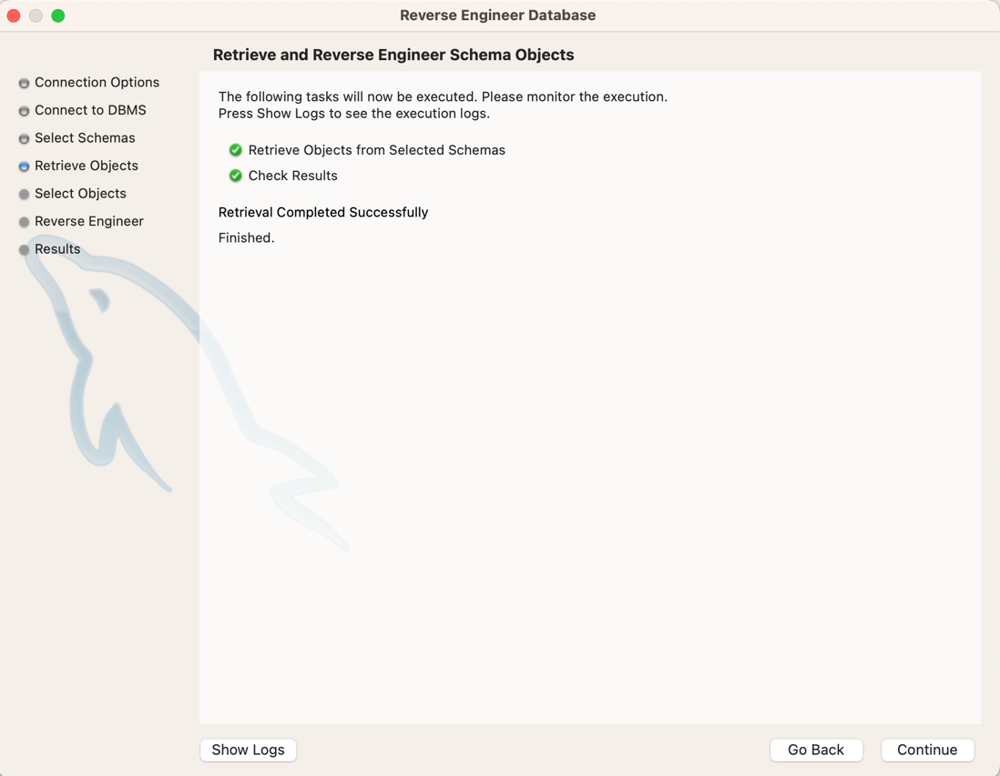 Reverse Engineer Database
Retrieve and Reverse Engineer Schema Objects
Connection Options
Connect to DBMS
Select Schemas
Retrieve Objects
Select Objects
Reverse Engineer
Results
The following tasks will now be executed. Please monitor the execution.
Press Show Logs to see the execution logs.
Retrieve Objects from Selected Schemas
Check Results
Retrieval Completed Successfully
Finished.
Show Logs
Go Back
Continue